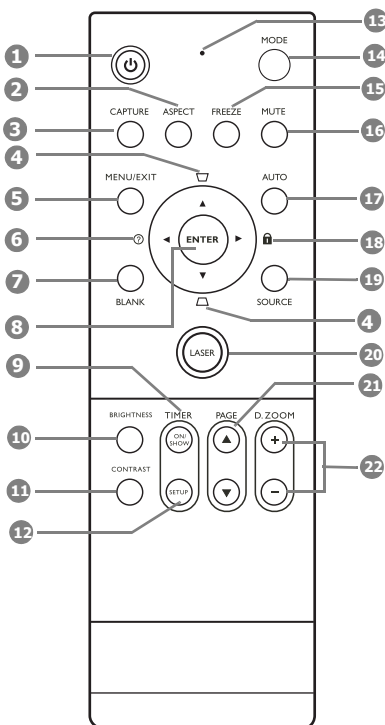 13
MODE
1
14
2
15
CAPTURE ASPECT FREEZE MUTE
3
16
4
MENU/EXIT AUTO
5
17
6
? ENTER
18
7
19
BLANK SOURCE
8
4
LASER
20
9
21
BRIGHTNESS TIMER PAGE D. ZOOM
10
ON/
SHOW
+
22
CONTRAST
11
SETUP
−
12